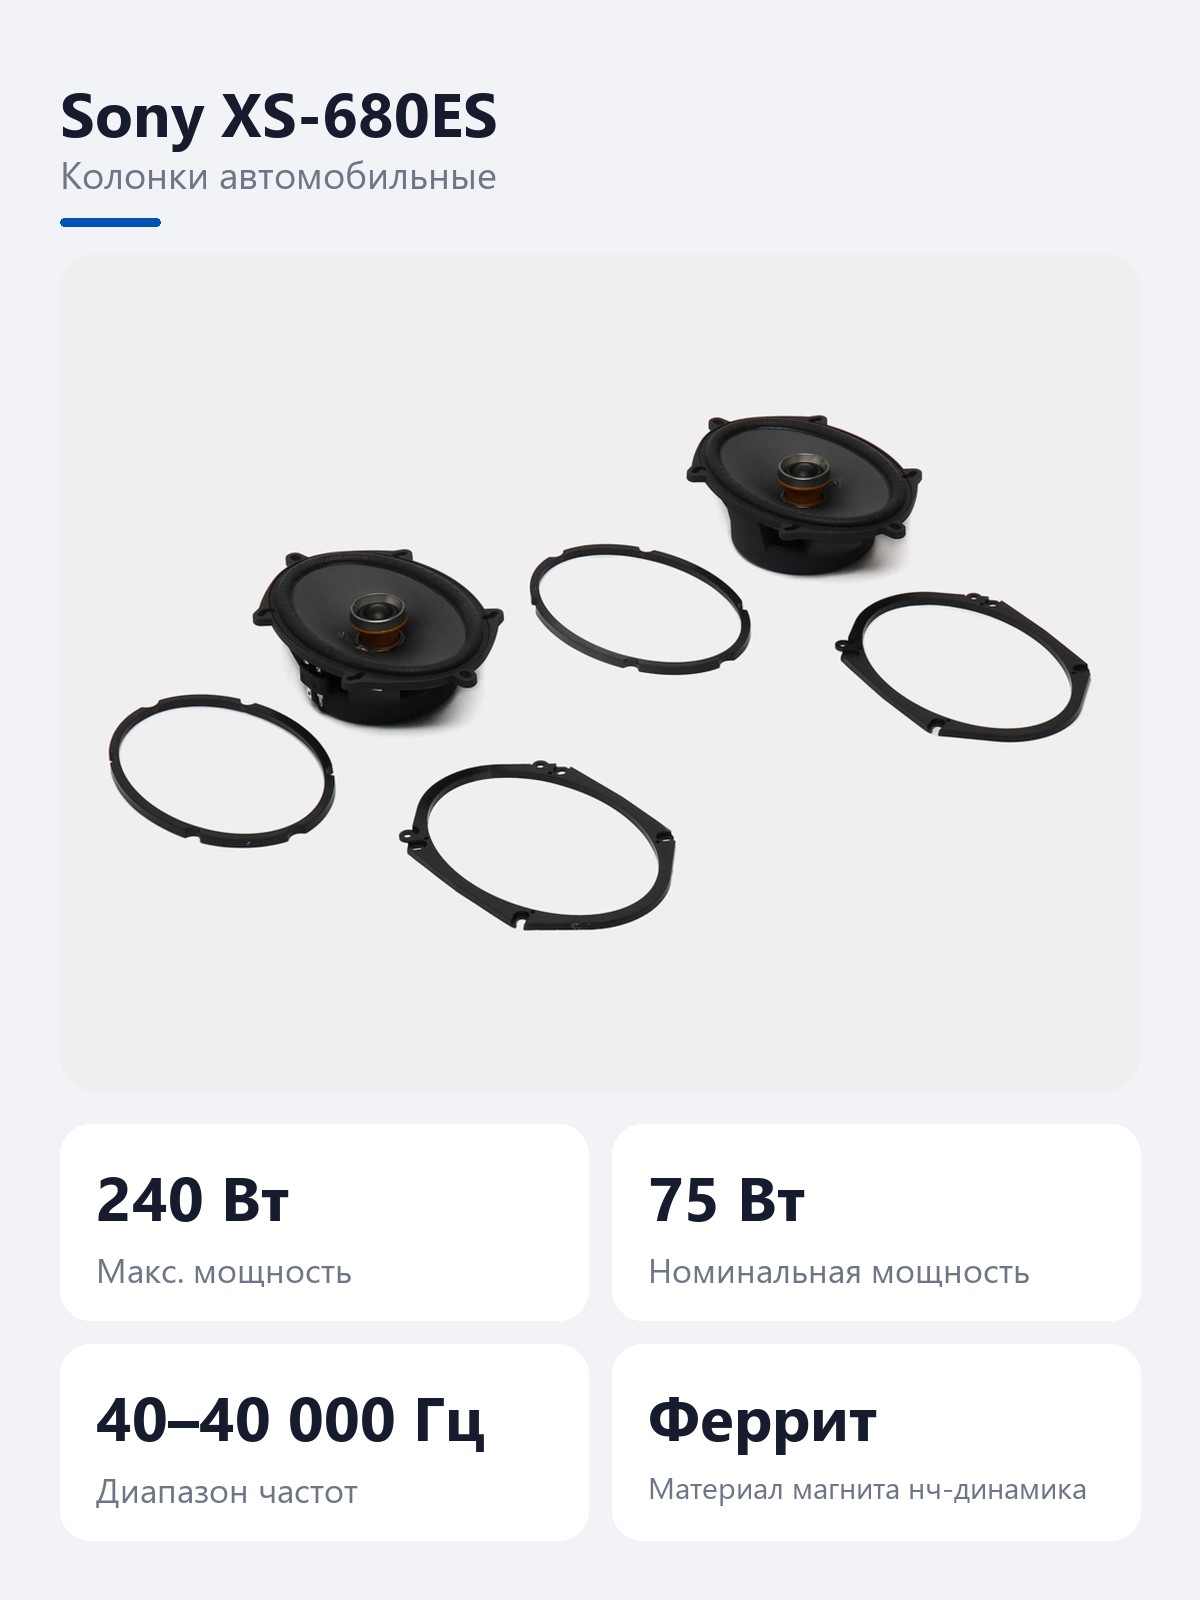 Sony XS-680ES
Колонки автомобильные
240 Вт
Макс. мощность
75 Вт
Номинальная мощность
40–40 000 Гц
Диапазон частот
Феррит
Материал магнита нч-динамика